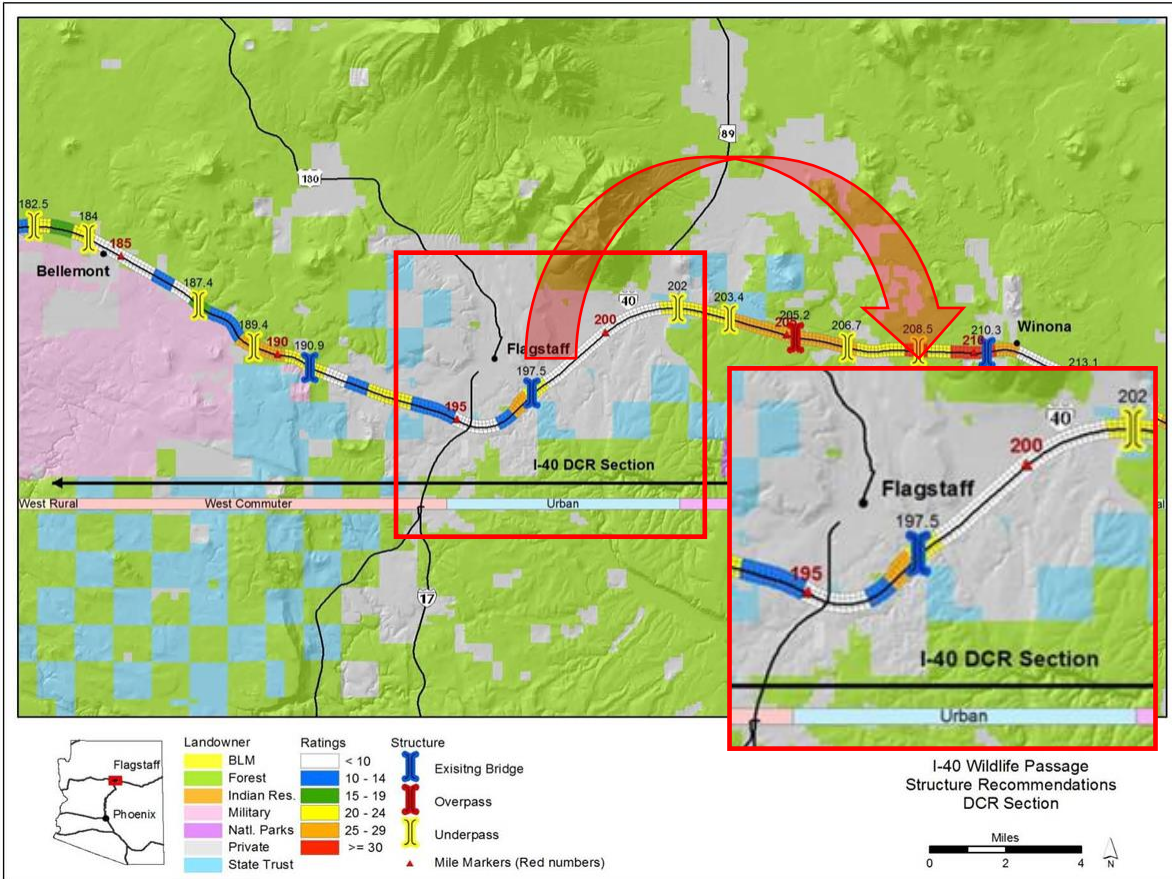 89
180
182.5
184
185
Bellemont
187.4
189.4
190
190.9
195
Flagstaff
197.5
200
40
202
203.4
205.2
206.7
208.5
210.3
Winona
213.1
I-40 DCR Section
West Rural
West Commuter
Urban
17
202
40
200
Flagstaff
197.5
195
I-40 DCR Section
Urban
Flagstaff
Phoenix
Landowner
BLM
Forest
Indian Res.
Military
Natl. Parks
Private
State Trust
Ratings
< 10
10 - 14
15 - 19
20 - 24
25 - 29
>= 30
Structure
Exisitng Bridge
Overpass
Underpass
Mile Markers (Red numbers)
I-40 Wildlife Passage
Structure Recommendations
DCR Section
Miles
0 2 4
N